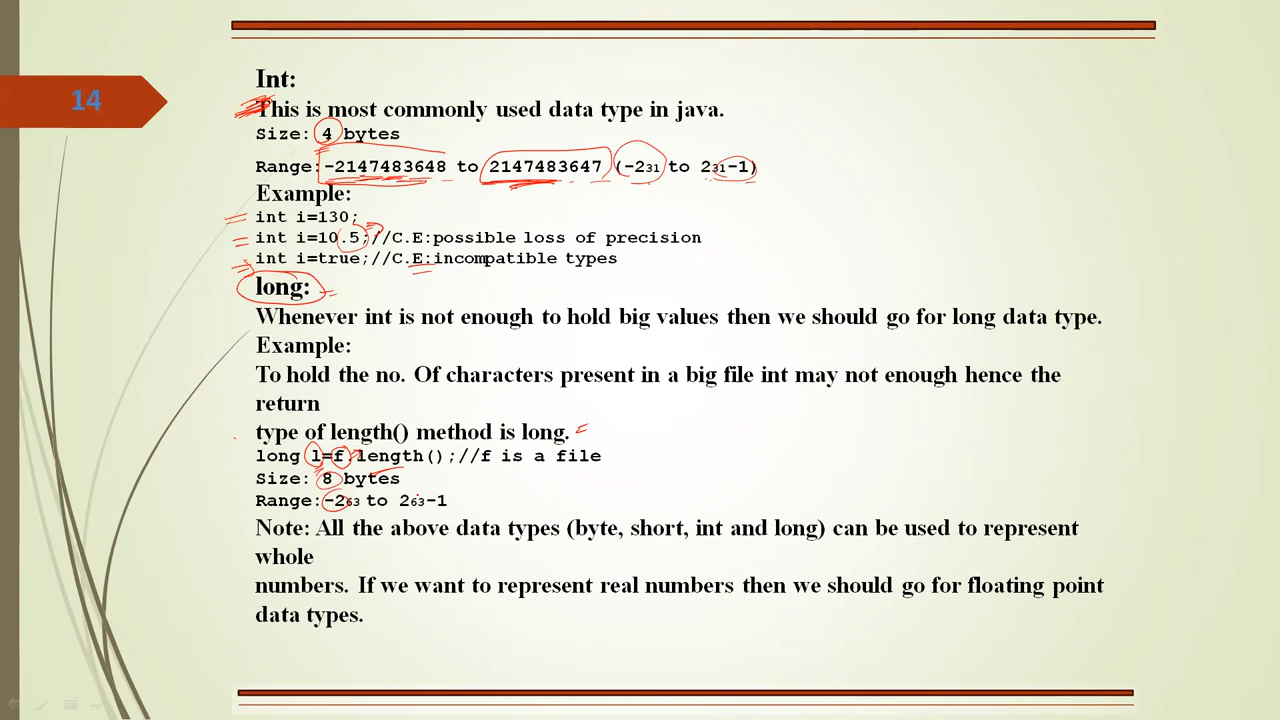 14
Int:
This is most commonly used data type in java.
Size: 4 bytes
Range:-2147483648 to 2147483647 (-231 to 231-1)
Example:
int i=130;
int i=10.5;//C.E:possible loss of precision
int i=true;//C.E:incompatible types
long:
Whenever int is not enough to hold big values then we should go for long data type.
Example:
To hold the no. Of characters present in a big file int may not enough hence the
return
type of length() method is long.
long l=f.length();//f is a file
Size: 8 bytes
Range:-263 to 263-1
Note: All the above data types (byte, short, int and long) can be used to represent
whole
numbers. If we want to represent real numbers then we should go for floating point
data types.